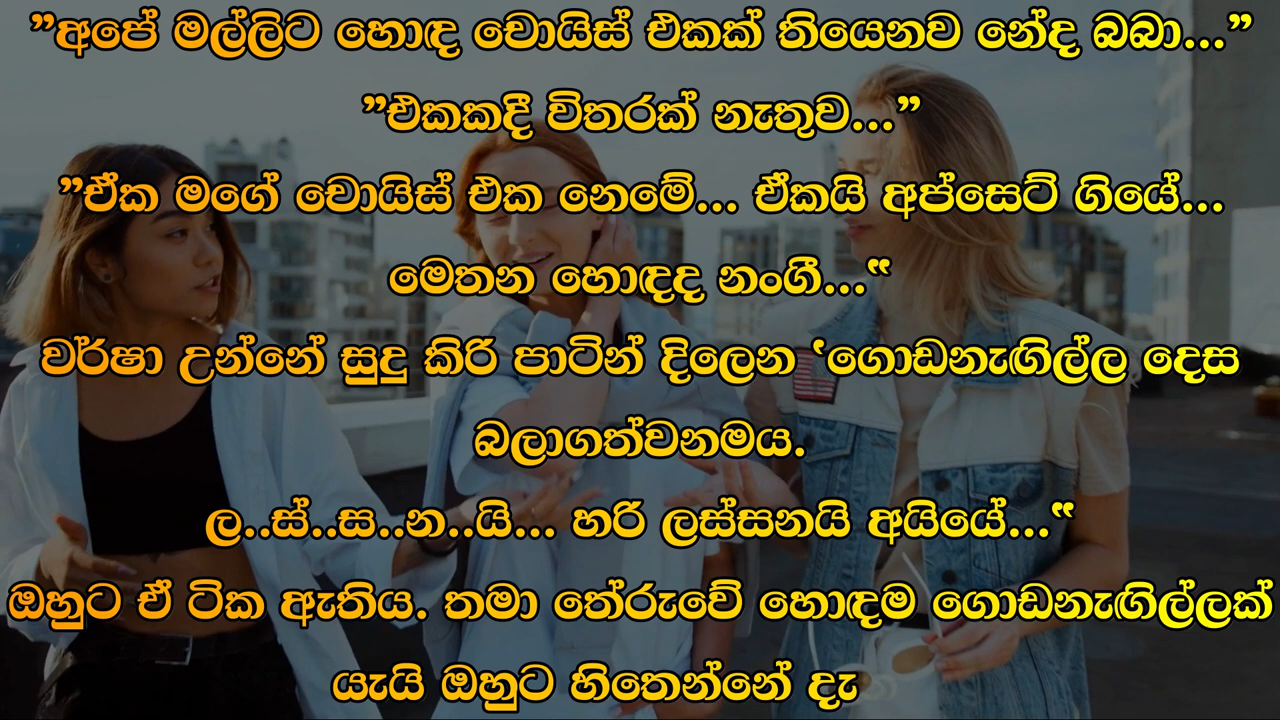 ”අපේ මල්ලිට හොඳ චොයිස් එකක් තියෙනව නේද බබා...”
”එකකදී විතරක් නැතුව...”
”ඒක මගේ චොයිස් එක නෙමේ... ඒකයි අප්සෙට් ගියේ...
මෙතන හොඳද නංගී...“
වර්ෂා උන්නේ සුදු කිරි පාටින් දිලෙන ‛ගොඩනැඟිල්ල දෙස
බලාගත්වනමය.
ල..ස්..ස..න..යි... හරි ලස්සනයි අයියේ...“
ඔහුට ඒ ටික ඇතිය. තමා තේරුවේ හොඳම ගොඩනැඟිල්ලක්
යැයි ඔහුට හිතෙන්නේ දැ